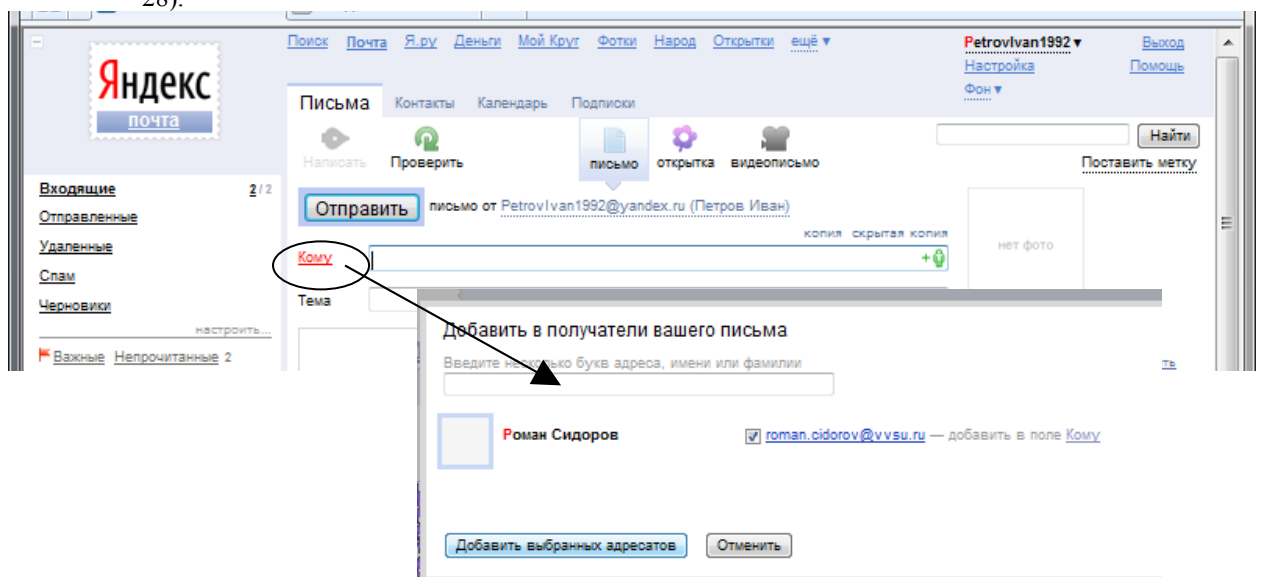 28).
Поиск Почта Я.ру Деньги Мой Круг Фотки Народ Открытки ещё ▾ PetrovIvan1992 ▾ Выход
Настройка Помощь
Фон ▾
Яндекс
почта
Письма Контакты Календарь Подписки
Написать Проверить письмо открытка видеописьмо Найти
Поставить метку
Входящие 2 / 2
Отправленные
Удаленные
Спам
Черновики
настроить...
Важные Непрочитанные 2
Отправить письмо от PetrovIvan1992@yandex.ru (Петров Иван)
копия скрытая копия
Кому
нет фото
Тема
Добавить в получатели вашего письма
Введите несколько букв адреса, имени или фамилии
ть
Роман Сидоров roman.cidorov@vvsu.ru — добавить в поле Кому
Добавить выбранных адресатов Отменить